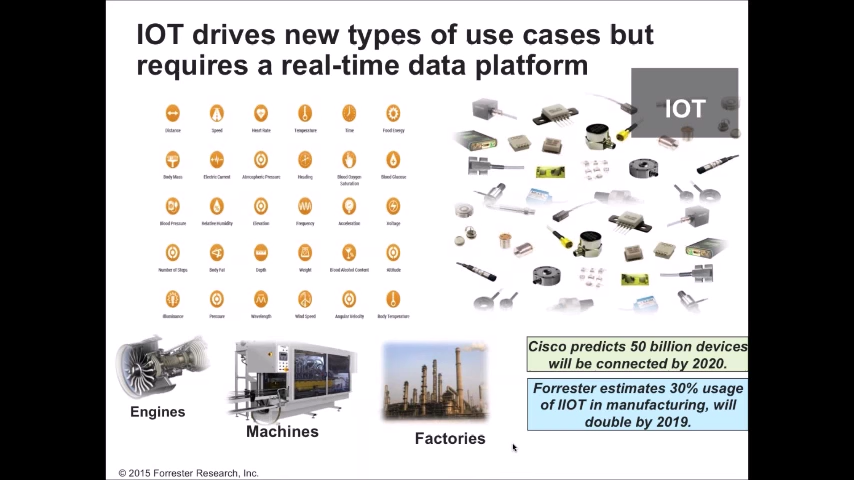 IOT drives new types of use cases but
requires a real-time data platform
IOT
Distance Speed Heart Rate Temperature Time Food Energy
Body Mass Electric Current Atmospheric Pressure Heading Blood Oxygen Saturation Blood Glucose
Blood Pressure Relative Humidity Elevation Frequency Acceleration Voltage
Number of Steps Body Fat Depth Weight Blood Alcohol Content Altitude
Illuminance Pressure Wavelength Wind Speed Angular Velocity Body Temperature
Cisco predicts 50 billion devices
will be connected by 2020.
Forrester estimates 30% usage
of IIOT in manufacturing, will
double by 2019.
Engines
Machines
Factories
© 2015 Forrester Research, Inc.